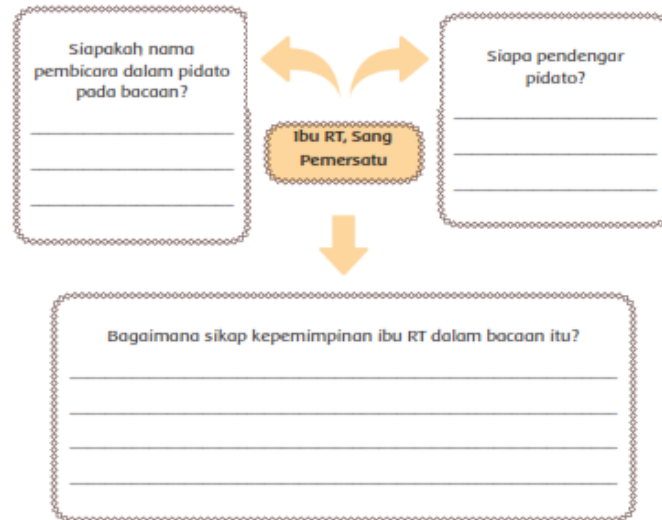 Siapakah nama
pembicara dalam pidato
pada bacaan?
Siapa pendengar
pidato?
Ibu RT, Sang
Pemersatu
Bagaimana sikap kepemimpinan ibu RT dalam bacaan itu?